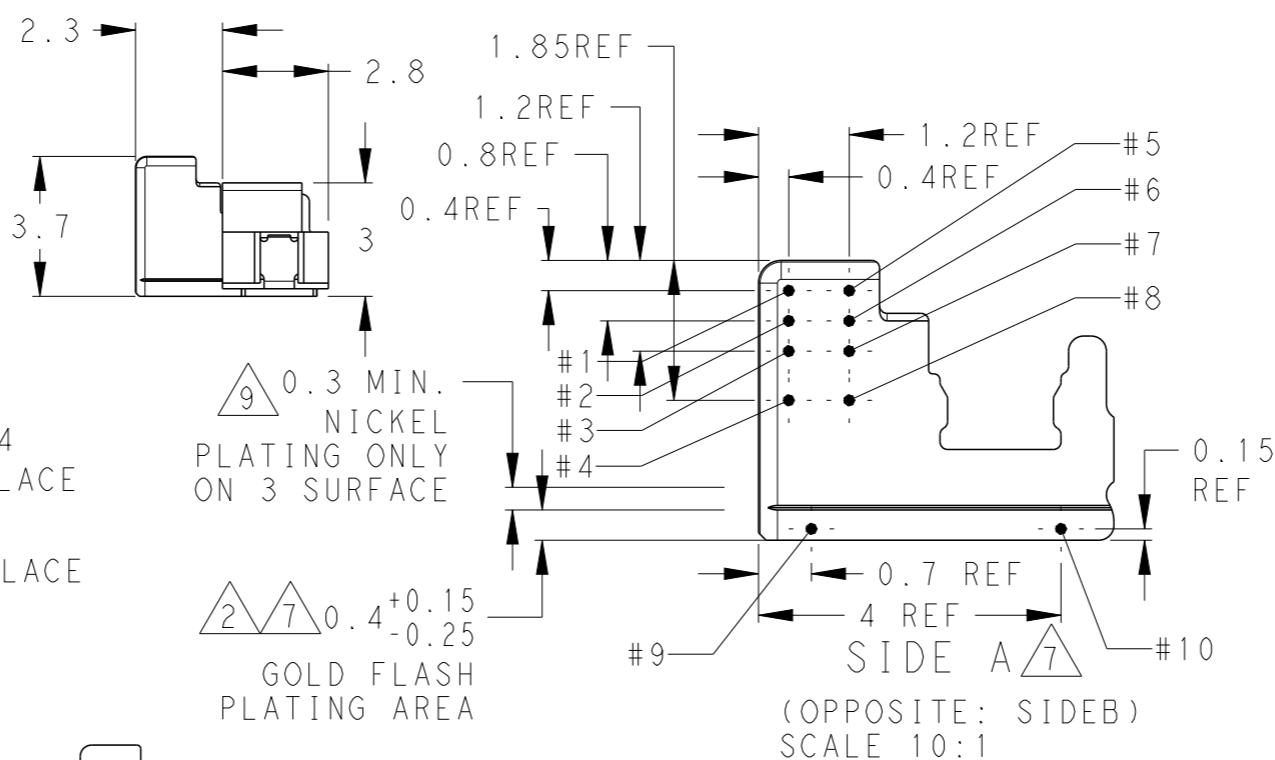 2.3
2.8
3.7
3
1.85REF
1.2REF
0.8REF
0.4REF
1.2REF
0.4REF
#5
#6
#7
#8
#1
#2
#3
#4
9 0.3 MIN.
NICKEL
PLATING ONLY
ON 3 SURFACE
4
LACE
LACE
2 7 0.4 +0.15
-0.25
GOLD FLASH
PLATING AREA
0.15
REF
0.7 REF
4 REF
#9
#10
SIDE A 7
(OPPOSITE: SIDEB)
SCALE 10:1